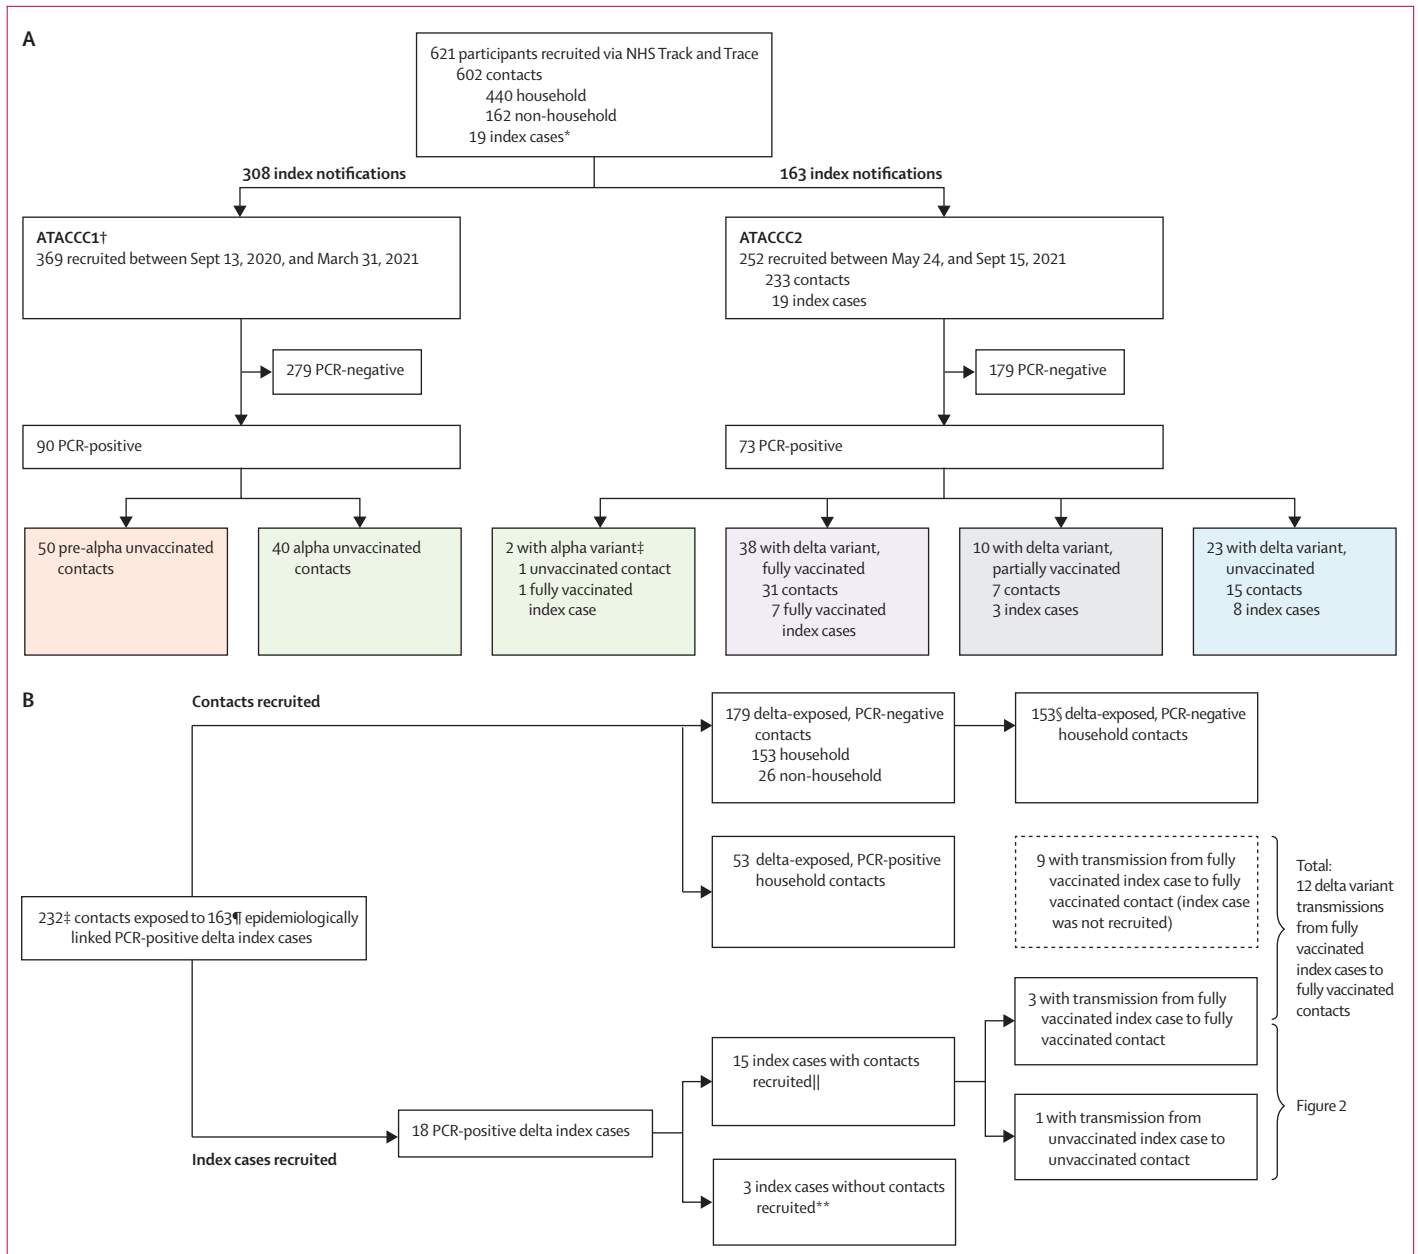 A
621 participants recruited via NHS Track and Trace
602 contacts
440 household
162 non-household
19 index cases*
308 index notifications
163 index notifications
ATACCC1†
369 recruited between Sept 13, 2020, and March 31, 2021
ATACCC2
252 recruited between May 24, and Sept 15, 2021
233 contacts
19 index cases
279 PCR-negative
179 PCR-negative
90 PCR-positive
73 PCR-positive
50 pre-alpha unvaccinated
contacts
40 alpha unvaccinated
contacts
2 with alpha variant‡
1 unvaccinated contact
1 fully vaccinated
index case
38 with delta variant,
fully vaccinated
31 contacts
7 fully vaccinated
index cases
10 with delta variant,
partially vaccinated
7 contacts
3 index cases
23 with delta variant,
unvaccinated
15 contacts
8 index cases
B
Contacts recruited
179 delta-exposed, PCR-negative
contacts
153 household
26 non-household
153§ delta-exposed, PCR-negative
household contacts
53 delta-exposed, PCR-positive
household contacts
9 with transmission from fully
vaccinated index case to fully
vaccinated contact (index case
was not recruited)
Total:
12 delta variant
transmissions
from fully
vaccinated
index cases to
fully vaccinated
contacts
232‡ contacts exposed to 163¶ epidemiologically
linked PCR-positive delta index cases
3 with transmission from fully
vaccinated index case to fully
vaccinated contact
15 index cases with contacts
recruited||
Figure 2
18 PCR-positive delta index cases
1 with transmission from
unvaccinated index case to
unvaccinated contact
Index cases recruited
3 index cases without contacts
recruited**